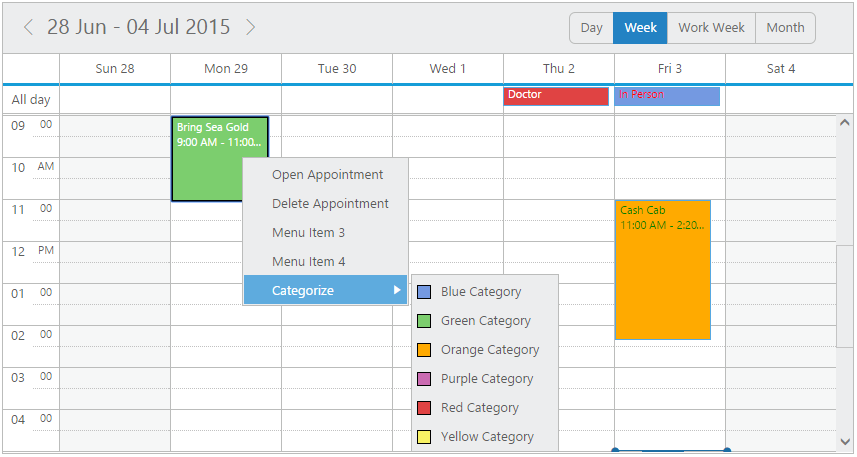 28 Jun - 04 Jul 2015
Day Week Work Week Month
Sun 28 Mon 29 Tue 30 Wed 1 Thu 2 Fri 3 Sat 4
All day Doctor In Person
09 00
Bring Sea Gold
9:00 AM - 11:00...
10 AM
Open Appointment
Delete Appointment
11 00
Cash Cab
11:00 AM - 2:20...
Menu Item 3
12 PM
Menu Item 4
01 00
Categorize
Blue Category
Green Category
02 00
Orange Category
03 00
Purple Category
Red Category
04 00
Yellow Category